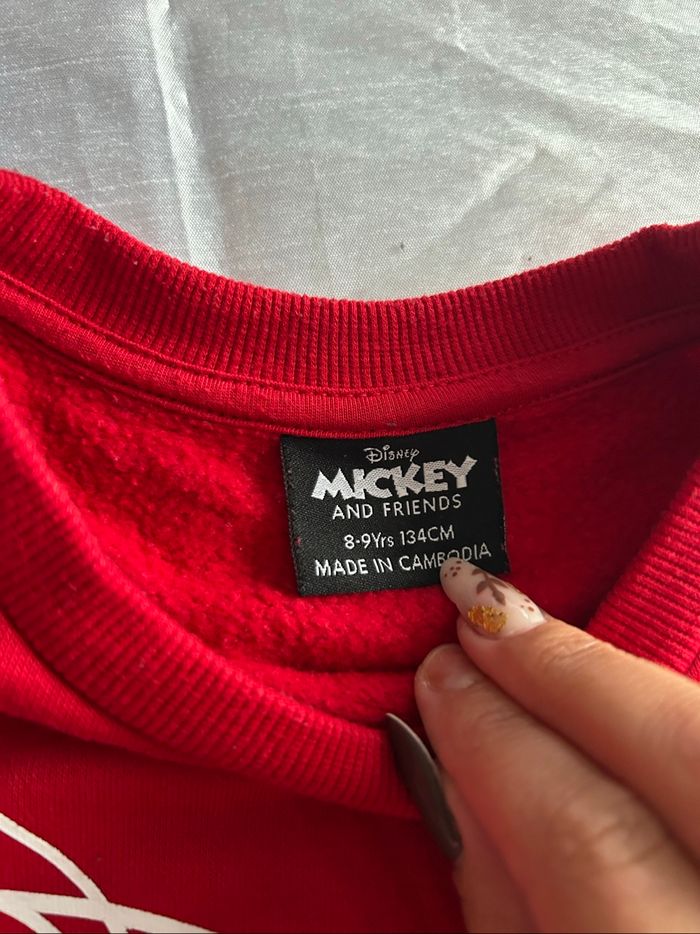 Disney
MICKEY
AND FRIENDS
8-9Yrs 134CM
MADE IN CAMBODIA